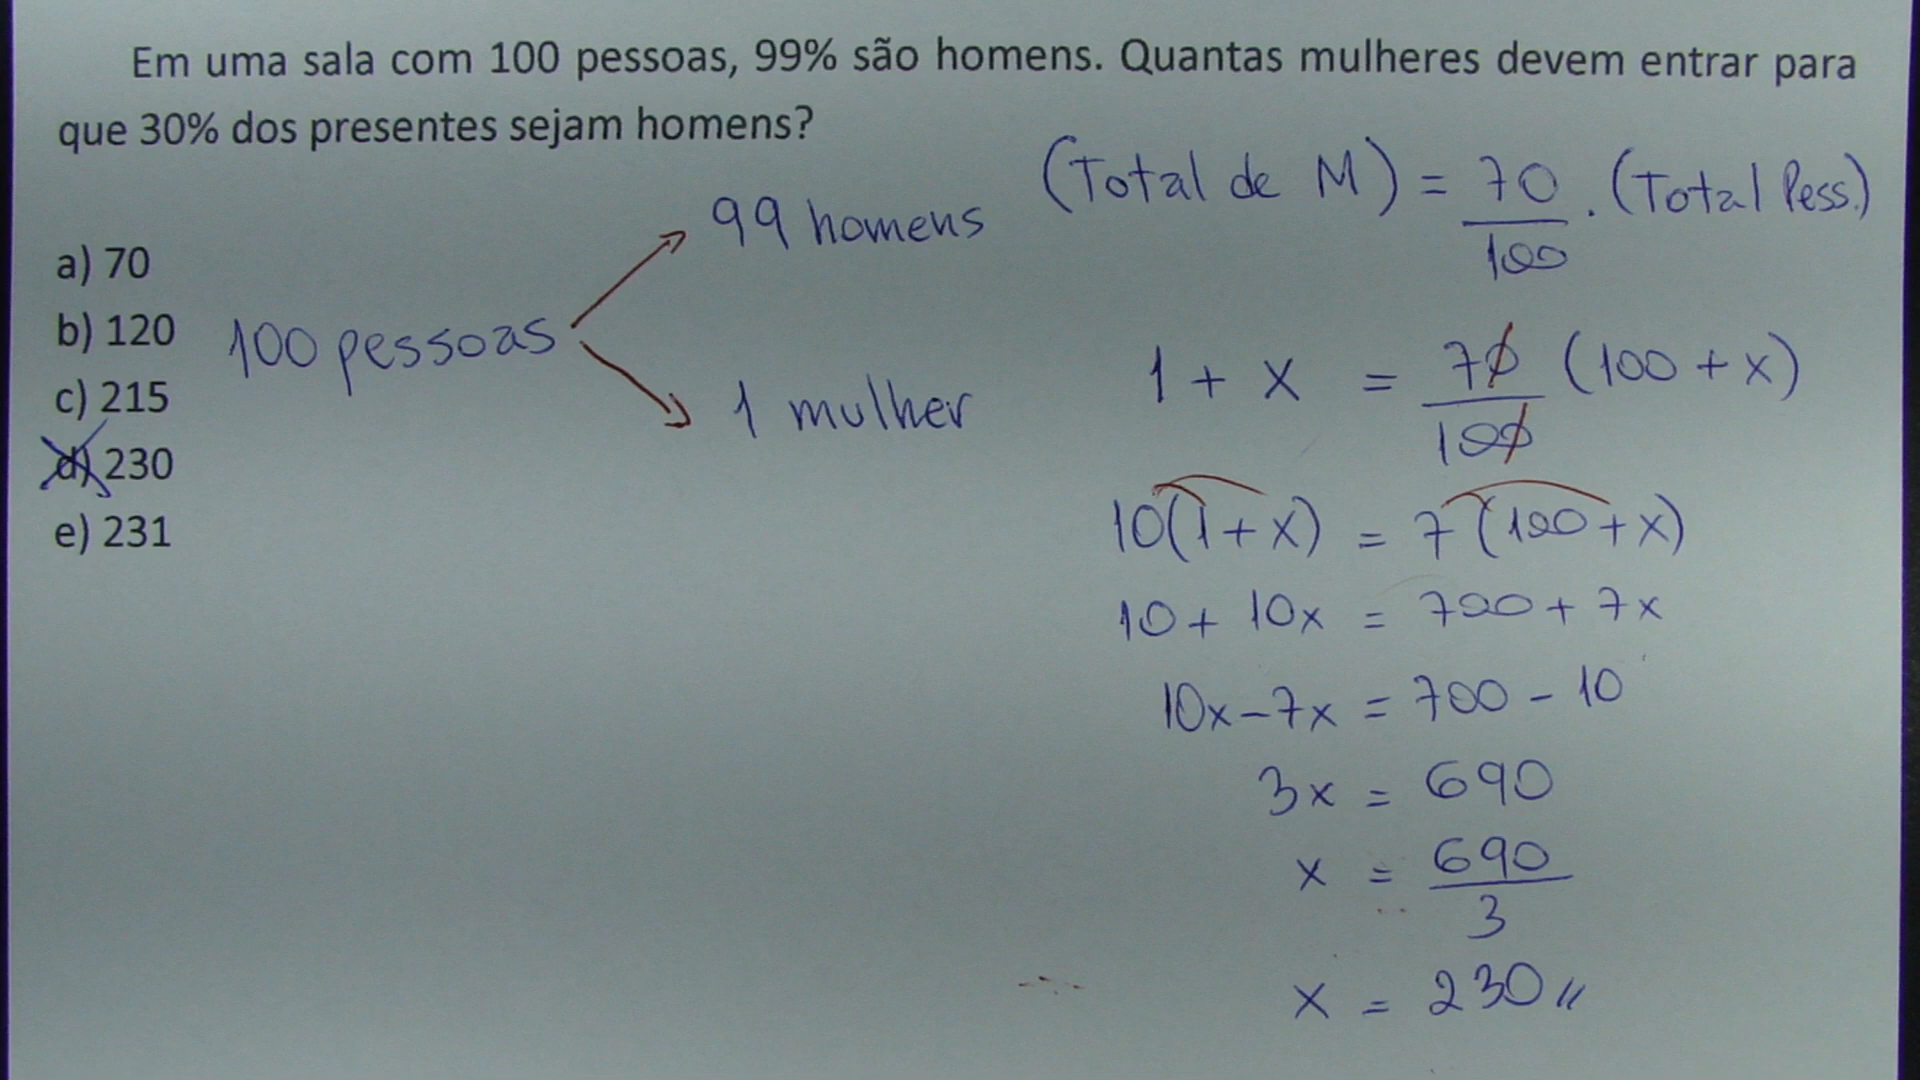 Em uma sala com 100 pessoas, 99% são homens. Quantas mulheres devem entrar para
que 30% dos presentes sejam homens?
a) 70
b) 120
c) 215
d) 230
e) 231
100 pessoas
99 homens
1 mulher
(Total de M) = 70/100 . (Total Pess.)
1 + x = 70/100 (100 + x)
10(1 + x) = 7 (100 + x)
10 + 10x = 700 + 7x
10x - 7x = 700 - 10
3x = 690
x = 690/3
x = 230 //